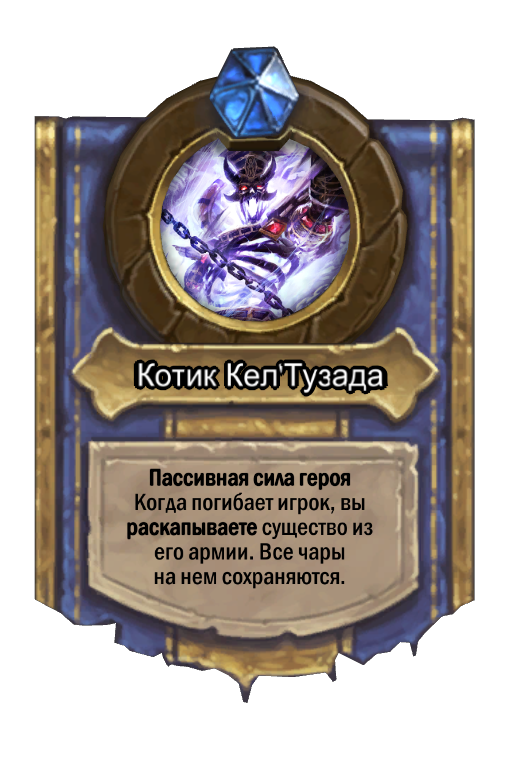 Котик Кел'Тузада
Пассивная сила героя
Когда погибает игрок, вы
раскапываете существо из
его армии. Все чары
на нем сохраняются.